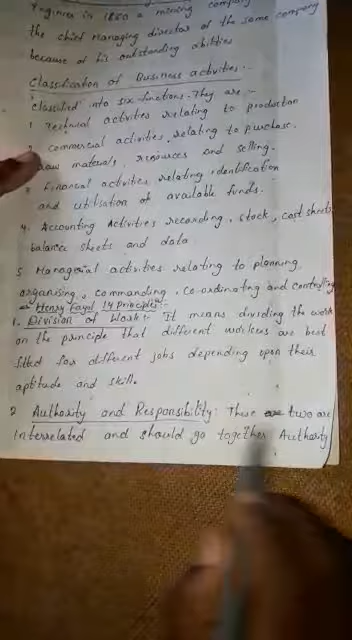 Engineer in 1860 a mining company
the chief managing director of the same company
because of his outstanding abilities
Classification of Business activities.
Classified into six functions. They are :-
1 Technical activities relating to production
2 Commercial activities relating to purchase.
Raw materials, resources and selling.
3 Financial activities relating identification
and utilisation of available funds.
4. Accounting Activities recording, stock, cost sheets
balance sheets and data
5 Managerial activities relating to planning
organising, commanding, co-ordinating and controlling
Henry Fayol 14 Principles :-
1. Division of Work :- It means dividing the work
on the principle that different workers are best
fitted for different jobs depending upon their
aptitude and skill.
2 Authority and Responsibility : These are two are
Interrelated and should go together. Authority